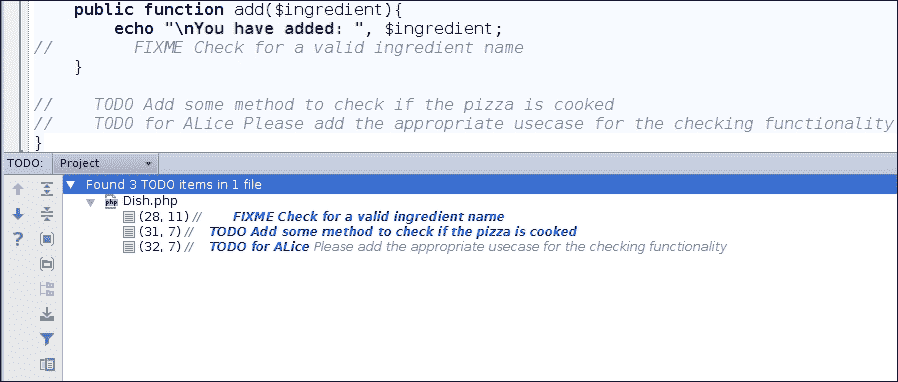 public function add($ingredient){
echo "\nYou have added: ", $ingredient;
// FIXME Check for a valid ingredient name
}
// TODO Add some method to check if the pizza is cooked
// TODO for ALice Please add the appropriate usecase for the checking functionality
}
TODO: Project
Found 3 TODO items in 1 file
php Dish.php
(28, 11) // FIXME Check for a valid ingredient name
(31, 7) // TODO Add some method to check if the pizza is cooked
(32, 7) // TODO for ALice Please add the appropriate usecase for the checking functionality
?